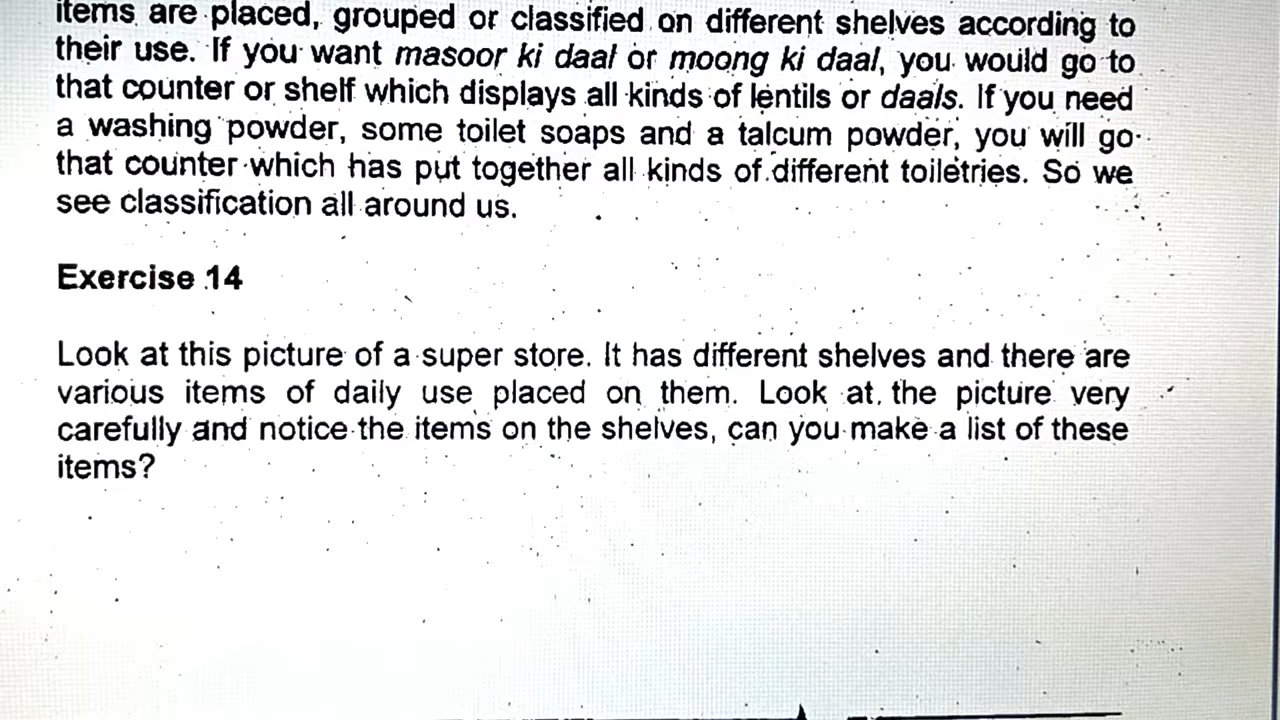 items are placed, grouped or classified on different shelves according to
their use. If you want masoor ki daal or moong ki daal, you would go to
that counter or shelf which displays all kinds of lentils or daals. If you need
a washing powder, some toilet soaps and a talcum powder, you will go
that counter which has put together all kinds of different toiletries. So we
see classification all around us.
Exercise 14
Look at this picture of a super store. It has different shelves and there are
various items of daily use placed on them. Look at the picture very
carefully and notice the items on the shelves, can you make a list of these
items?